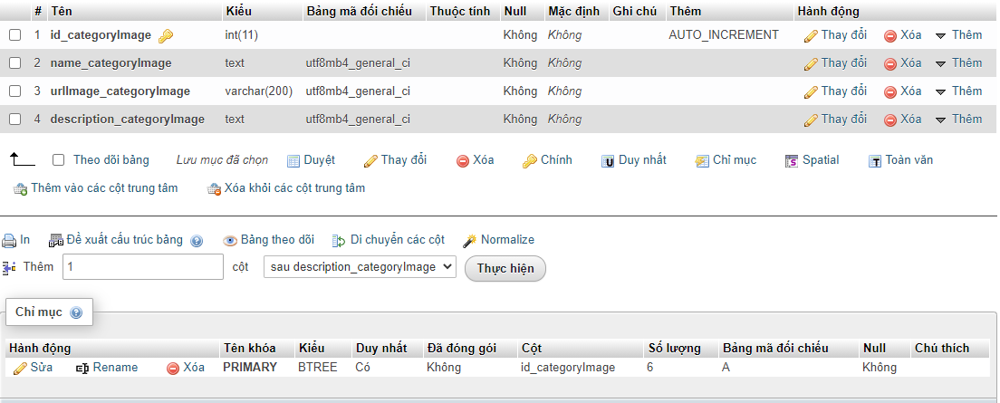 # Tên Kiểu Bảng mã đối chiếu Thuộc tính Null Mặc định Ghi chú Thêm Hành động
1 id_categoryImage int(11) Không Không AUTO_INCREMENT Thay đổi Xóa Thêm
2 name_categoryImage text utf8mb4_general_ci Không Không Thay đổi Xóa Thêm
3 urlImage_categoryImage varchar(200) utf8mb4_general_ci Không Không Thay đổi Xóa Thêm
4 description_categoryImage text utf8mb4_general_ci Không Không Thay đổi Xóa Thêm
Theo dõi bảng Lưu mục đã chọn Duyệt Thay đổi Xóa Chính Duy nhất Chỉ mục Spatial Toàn văn
Thêm vào các cột trung tâm Xóa khỏi các cột trung tâm
In Đề xuất cấu trúc bảng Bảng theo dõi Di chuyển các cột Normalize
Thêm 1 cột sau description_categoryImage Thực hiện
Chỉ mục
Hành động Tên khóa Kiểu Duy nhất Đã đóng gói Cột Số lượng Bảng mã đối chiếu Null Chú thích
Sửa Rename Xóa PRIMARY BTREE Có Không id_categoryImage 6 A Không